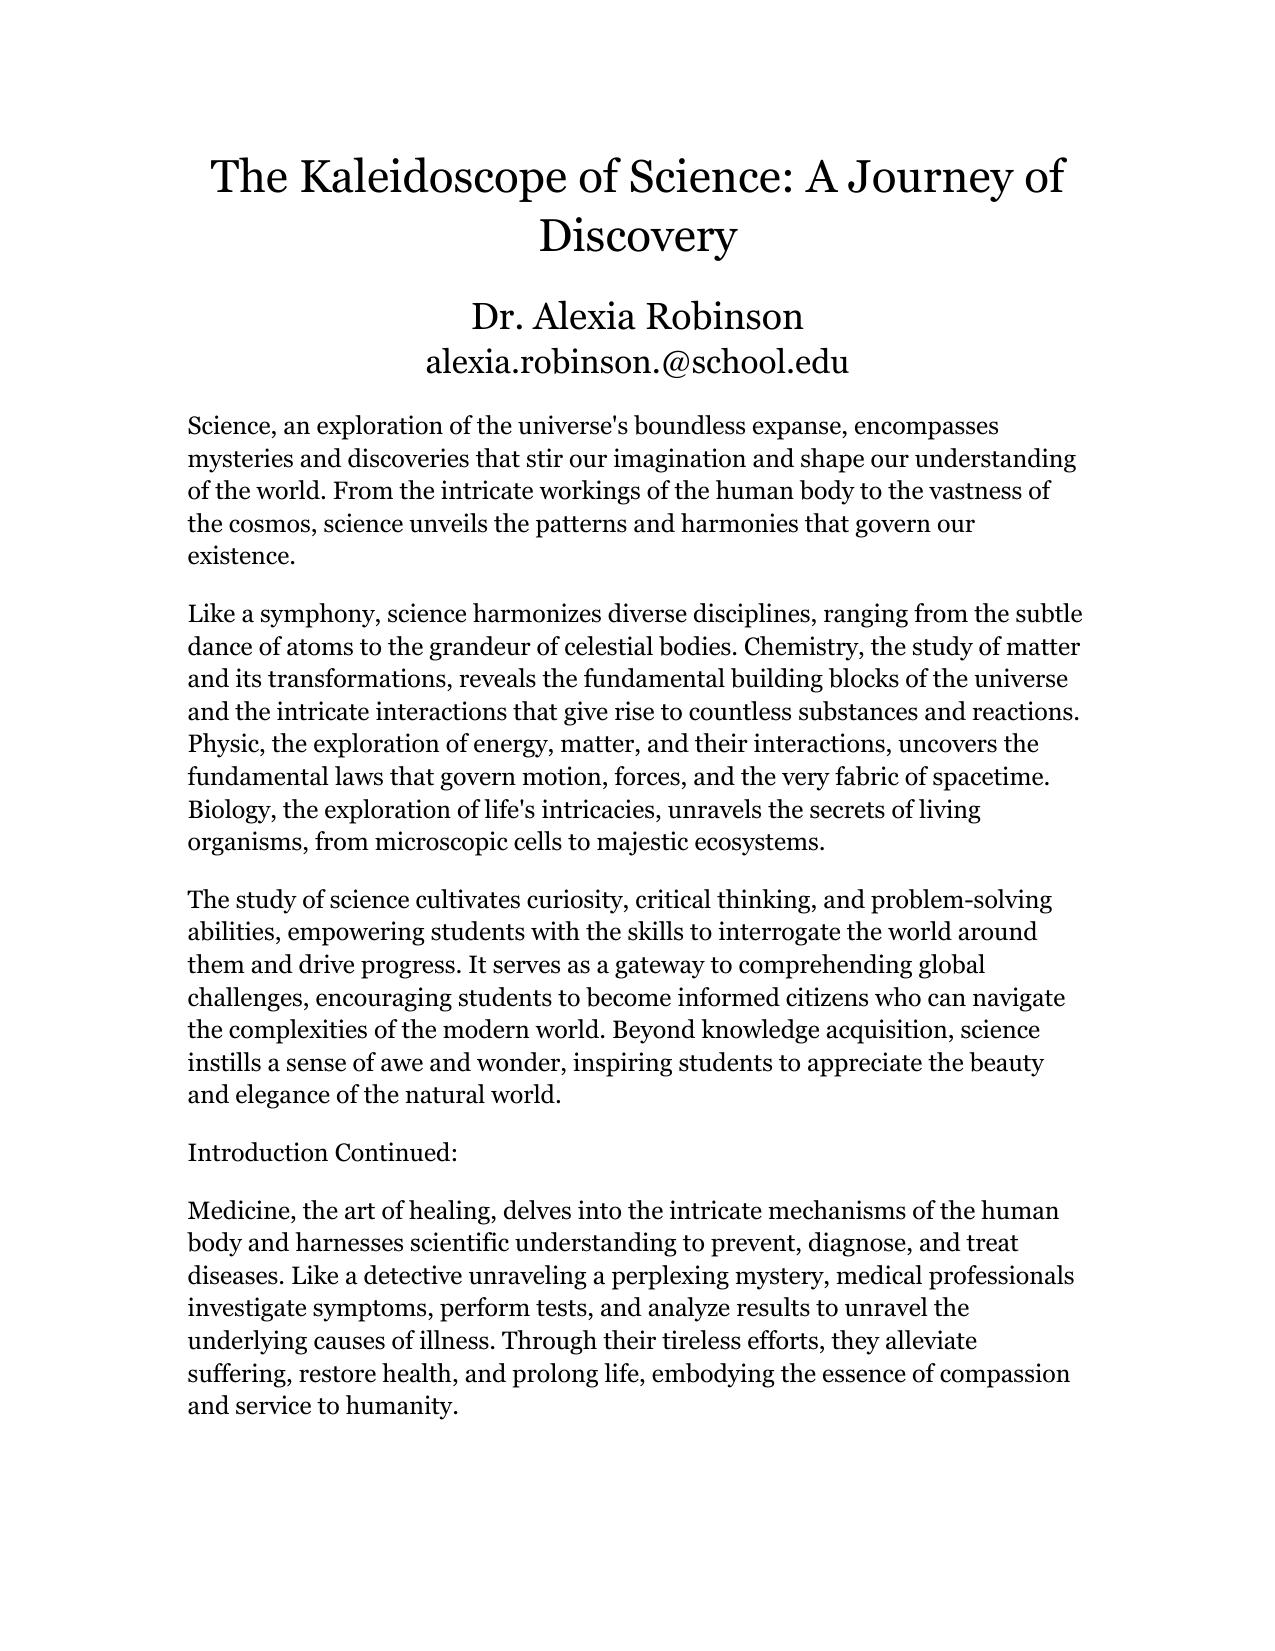 The Kaleidoscope of Science: A Journey of
Discovery
Dr. Alexia Robinson
alexia.robinson.@school.edu
Science, an exploration of the universe's boundless expanse, encompasses
mysteries and discoveries that stir our imagination and shape our understanding
of the world. From the intricate workings of the human body to the vastness of
the cosmos, science unveils the patterns and harmonies that govern our
existence.
Like a symphony, science harmonizes diverse disciplines, ranging from the subtle
dance of atoms to the grandeur of celestial bodies. Chemistry, the study of matter
and its transformations, reveals the fundamental building blocks of the universe
and the intricate interactions that give rise to countless substances and reactions.
Physic, the exploration of energy, matter, and their interactions, uncovers the
fundamental laws that govern motion, forces, and the very fabric of spacetime.
Biology, the exploration of life's intricacies, unravels the secrets of living
organisms, from microscopic cells to majestic ecosystems.
The study of science cultivates curiosity, critical thinking, and problem-solving
abilities, empowering students with the skills to interrogate the world around
them and drive progress. It serves as a gateway to comprehending global
challenges, encouraging students to become informed citizens who can navigate
the complexities of the modern world. Beyond knowledge acquisition, science
instills a sense of awe and wonder, inspiring students to appreciate the beauty
and elegance of the natural world.
Introduction Continued:
Medicine, the art of healing, delves into the intricate mechanisms of the human
body and harnesses scientific understanding to prevent, diagnose, and treat
diseases. Like a detective unraveling a perplexing mystery, medical professionals
investigate symptoms, perform tests, and analyze results to unravel the
underlying causes of illness. Through their tireless efforts, they alleviate
suffering, restore health, and prolong life, embodying the essence of compassion
and service to humanity.